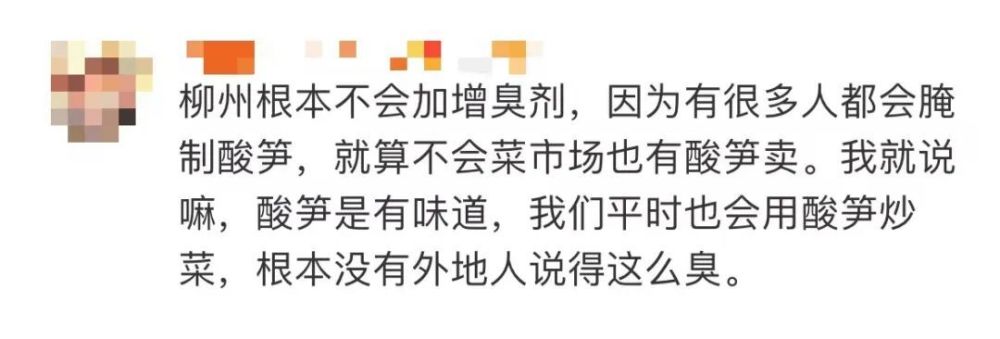 柳州根本不会加增臭剂，因为有很多人都会腌
制酸笋，就算不会菜市场也有酸笋卖。我就说
嘛，酸笋是有味道，我们平时也会用酸笋炒
菜，根本没有外地人说得这么臭。